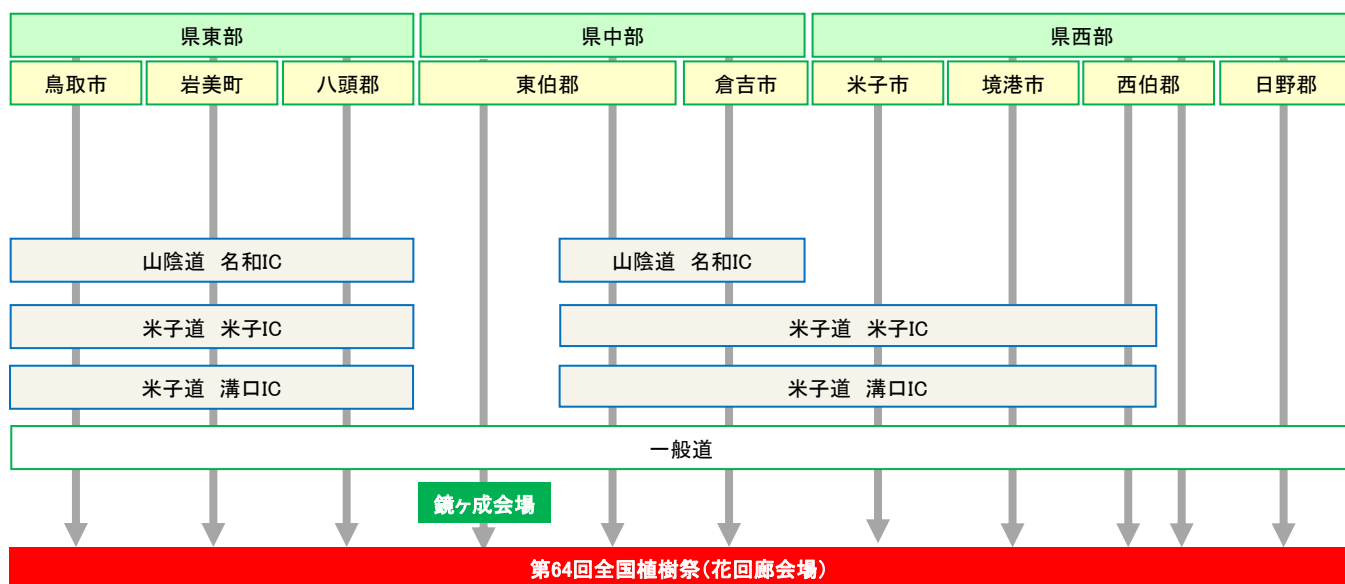 県東部 県中部 県西部
鳥取市 岩美町 八頭郡 東伯郡 倉吉市 米子市 境港市 西伯郡 日野郡
山陰道 名和IC 山陰道 名和IC
米子道 米子IC 米子道 米子IC
米子道 溝口IC 米子道 溝口IC
一般道
鏡ヶ成会場
第64回全国植樹祭(花回廊会場)